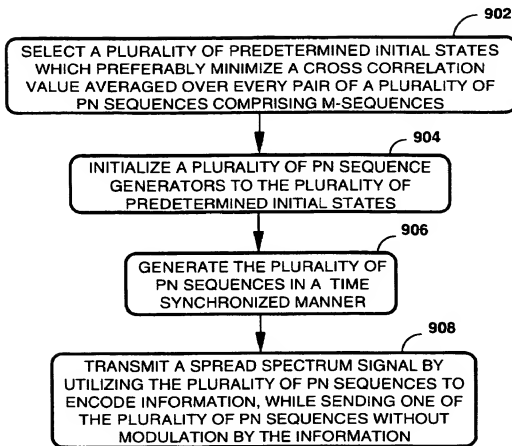 902
SELECT A PLURALITY OF PREDETERMINED INITIAL STATES
WHICH PREFERABLY MINIMIZE A CROSS CORRELATION
VALUE AVERAGED OVER EVERY PAIR OF A PLURALITY OF
PN SEQUENCES COMPRISING M-SEQUENCES
904
INITIALIZE A PLURALITY OF PN SEQUENCE
GENERATORS TO THE PLURALITY OF
PREDETERMINED INITIAL STATES
906
GENERATE THE PLURALITY OF
PN SEQUENCES IN A TIME
SYNCHRONIZED MANNER
908
TRANSMIT A SPREAD SPECTRUM SIGNAL BY
UTILIZING THE PLURALITY OF PN SEQUENCES TO
ENCODE INFORMATION, WHILE SENDING ONE OF
THE PLURALITY OF PN SEQUENCES WITHOUT
MODULATION BY THE INFORMATION